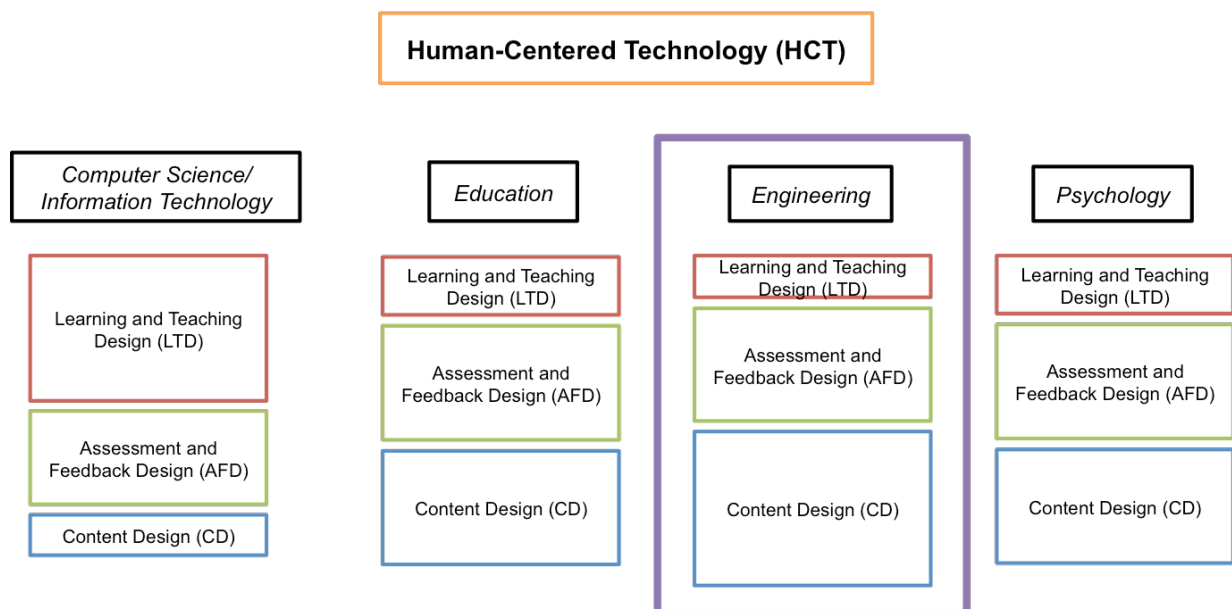 Human-Centered Technology (HCT)
Computer Science/
Information Technology
Learning and Teaching
Design (LTD)
Assessment and
Feedback Design (AFD)
Content Design (CD)
Education
Learning and Teaching
Design (LTD)
Assessment and
Feedback Design (AFD)
Content Design (CD)
Engineering
Learning and Teaching
Design (LTD)
Assessment and
Feedback Design (AFD)
Content Design (CD)
Psychology
Learning and Teaching
Design (LTD)
Assessment and
Feedback Design (AFD)
Content Design (CD)